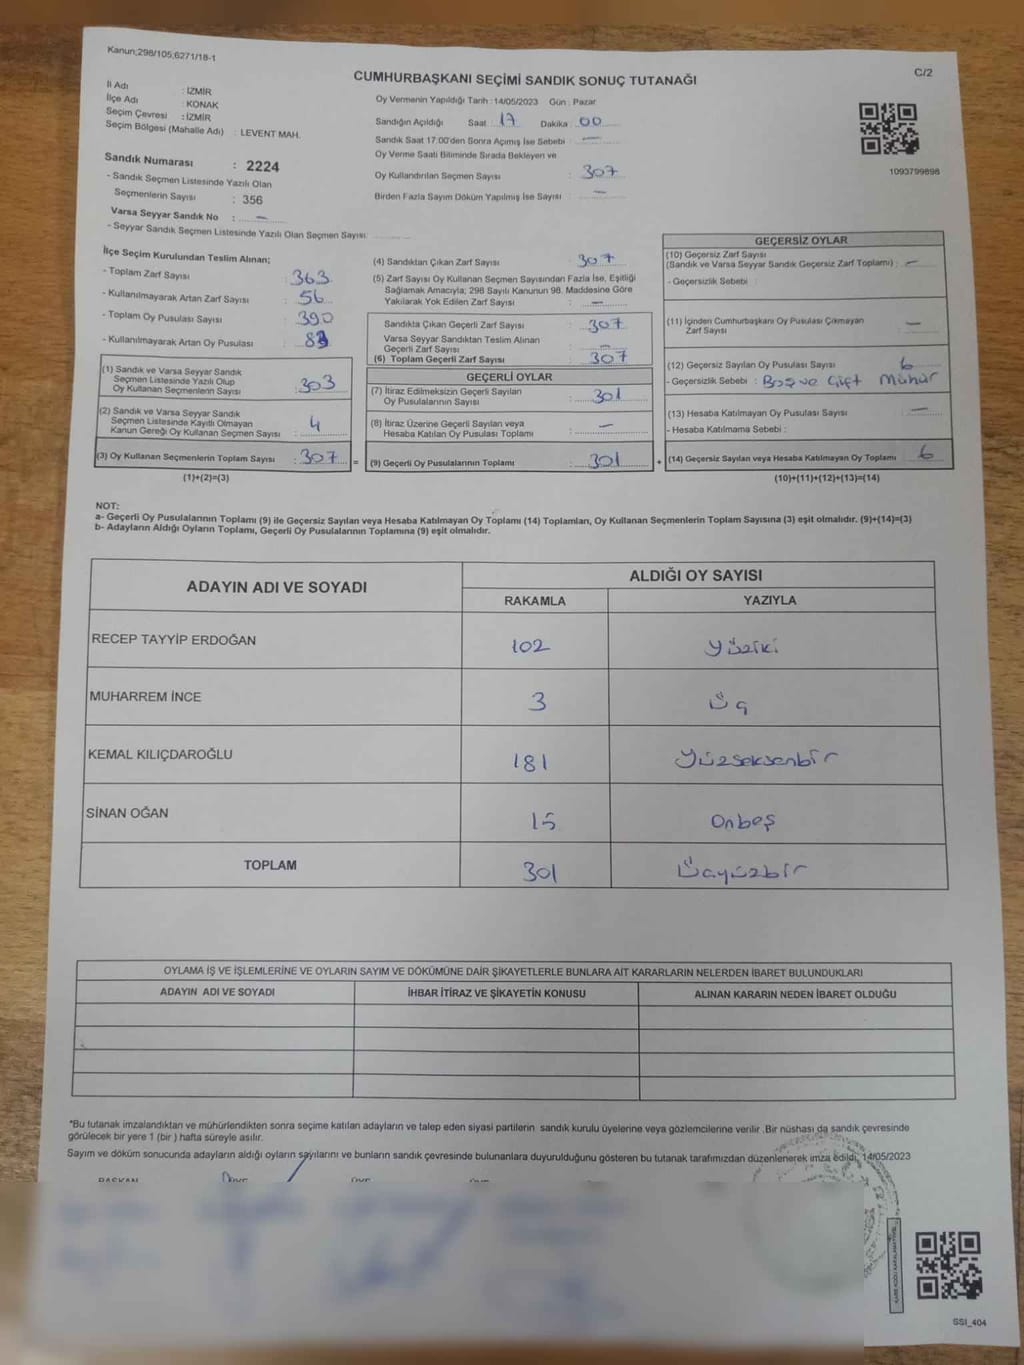 Kanun;298/105;6271/18-1
C/2
CUMHURBAŞKANI SEÇİMİ SANDIK SONUÇ TUTANAĞI
İl Adı : İZMİR
İlçe Adı : KONAK
Seçim Çevresi : İZMİR
Seçim Bölgesi (Mahalle Adı) : LEVENT MAH.
Sandık Numarası : 2224
- Sandık Seçmen Listesinde Yazılı Olan
Seçmenlerin Sayısı : 356
Varsa Seyyar Sandık No : —
- Seyyar Sandık Seçmen Listesinde Yazılı Olan Seçmen Sayısı:
Oy Vermenin Yapıldığı Tarih : 14/05/2023 Gün : Pazar
Sandığın Açıldığı Saat 17 Dakika : 00
Sandık Saat 17:00'den Sonra Açımış İse Sebebi : —
Oy Verme Saati Bitiminde Sırada Bekleyen ve
Oy Kullandırılan Seçmen Sayısı : 307
Birden Fazla Sayım Döküm Yapılmış İse Sayısı : —
1093799898
İlçe Seçim Kurulundan Teslim Alınan;
- Toplam Zarf Sayısı : 363
- Kullanılmayarak Artan Zarf Sayısı : 56
- Toplam Oy Pusulası Sayısı : 390
- Kullanılmayarak Artan Oy Pusulası : 83
(1) Sandık ve Varsa Seyyar Sandık
Seçmen Listesinde Yazılı Olup
Oy Kullanan Seçmenlerin Sayısı : 303
(2) Sandık ve Varsa Seyyar Sandık
Seçmen Listesinde Kayıtlı Olmayan
Kanun Gereği Oy Kullanan Seçmen Sayısı : 4
(3) Oy Kullanan Seçmenlerin Toplam Sayısı : 307 =
(1)+(2)=(3)
(4) Sandıktan Çıkan Zarf Sayısı : 307
(5) Zarf Sayısı Oy Kullanan Seçmen Sayısından Fazla İse, Eşitliği
Sağlamak Amacıyla; 298 Sayılı Kanunun 98. Maddesine Göre
Yakılarak Yok Edilen Zarf Sayısı : —
Sandıkta Çıkan Geçerli Zarf Sayısı : 307
Varsa Seyyar Sandıktan Teslim Alınan
Geçerli Zarf Sayısı : —
(6) Toplam Geçerli Zarf Sayısı : 307
GEÇERLİ OYLAR
(7) İtiraz Edilmeksizin Geçerli Sayılan
Oy Pusulalarının Sayısı : 301
(8) İtiraz Üzerine Geçerli Sayılan veya
Hesaba Katılan Oy Pusulası Toplamı : —
(9) Geçerli Oy Pusulalarının Toplamı : 301 +
GEÇERSİZ OYLAR
(10) Geçersiz Zarf Sayısı
(Sandık ve Varsa Seyyar Sandık Geçersiz Zarf Toplamı) : —
- Geçersizlik Sebebi :
(11) İçinden Cumhurbaşkanı Oy Pusulası Çıkmayan
Zarf Sayısı : —
(12) Geçersiz Sayılan Oy Pusulası Sayısı : 6
- Geçersizlik Sebebi : Boş ve Çift Mühür
(13) Hesaba Katılmayan Oy Pusulası Sayısı : —
- Hesaba Katılmama Sebebi :
(14) Geçersiz Sayılan veya Hesaba Katılmayan Oy Toplamı : 6
(10)+(11)+(12)+(13)=(14)
NOT:
a- Geçerli Oy Pusulalarının Toplamı (9) ile Geçersiz Sayılan veya Hesaba Katılmayan Oy Toplamı (14) Toplamları, Oy Kullanan Seçmenlerin Toplam Sayısına (3) eşit olmalıdır. (9)+(14)=(3)
b- Adayların Aldığı Oyların Toplamı, Geçerli Oy Pusulalarının Toplamına (9) eşit olmalıdır.
ADAYIN ADI VE SOYADI
ALDIĞI OY SAYISI
RAKAMLA YAZIYLA
RECEP TAYYİP ERDOĞAN 102 Yüziki
MUHARREM İNCE 3 Üç
KEMAL KILIÇDAROĞLU 181 Yüzseksenbir
SİNAN OĞAN 15 Onbeş
TOPLAM 301 Üçyüzbir
OYLAMA İŞ VE İŞLEMLERİNE VE OYLARIN SAYIM VE DÖKÜMÜNE DAİR ŞİKAYETLERLE BUNLARA AİT KARARLARIN NELERDEN İBARET BULUNDUKLARI
ADAYIN ADI VE SOYADI İHBAR İTİRAZ VE ŞİKAYETİN KONUSU ALINAN KARARIN NEDEN İBARET OLDUĞU
*Bu tutanak imzalandıktan ve mühürlendikten sonra seçime katılan adayların ve talep eden siyasi partilerin sandık kurulu üyelerine veya gözlemcilerine verilir .Bir nüshası da sandık çevresinde
görülecek bir yere 1 (bir ) hafta süreyle asılır.
Sayım ve döküm sonucunda adayların aldığı oyların sayılarını ve bunların sandık çevresinde bulunanlara duyurulduğunu gösteren bu tutanak tarafımızdan düzenlenerek imza edildi. 14/05/2023
BAŞKAN
SSI_404